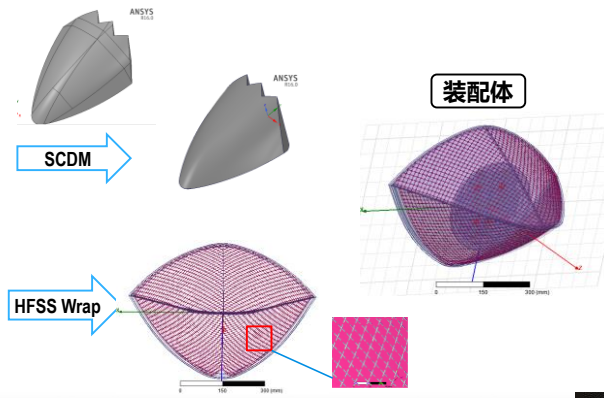 ANSYS
R16.0
ANSYS
R16.0
装配体
SCDM
HFSS Wrap
0 150 300 (mm)
0 150 300 (mm)